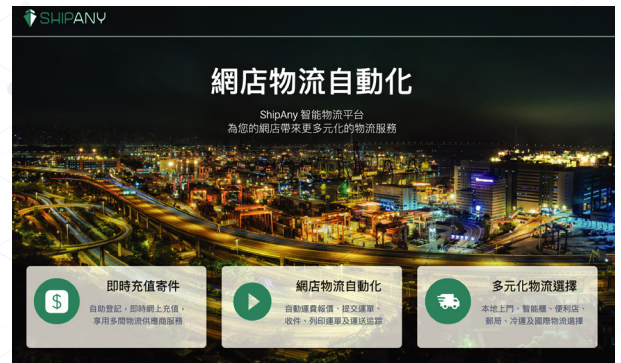 SHIPANY
網店物流自動化
ShipAny 智能物流平台
為您的網店帶來更多元化的物流服務
即時充值寄件
自助登記，即時網上充值，
享用多間物流供應商服務
網店物流自動化
自動運費報價、提交運單、
收件、列印運單及運送追踪
多元化物流選擇
本地上門、智能櫃、便利店、
郵局、冷運及國際物流選擇